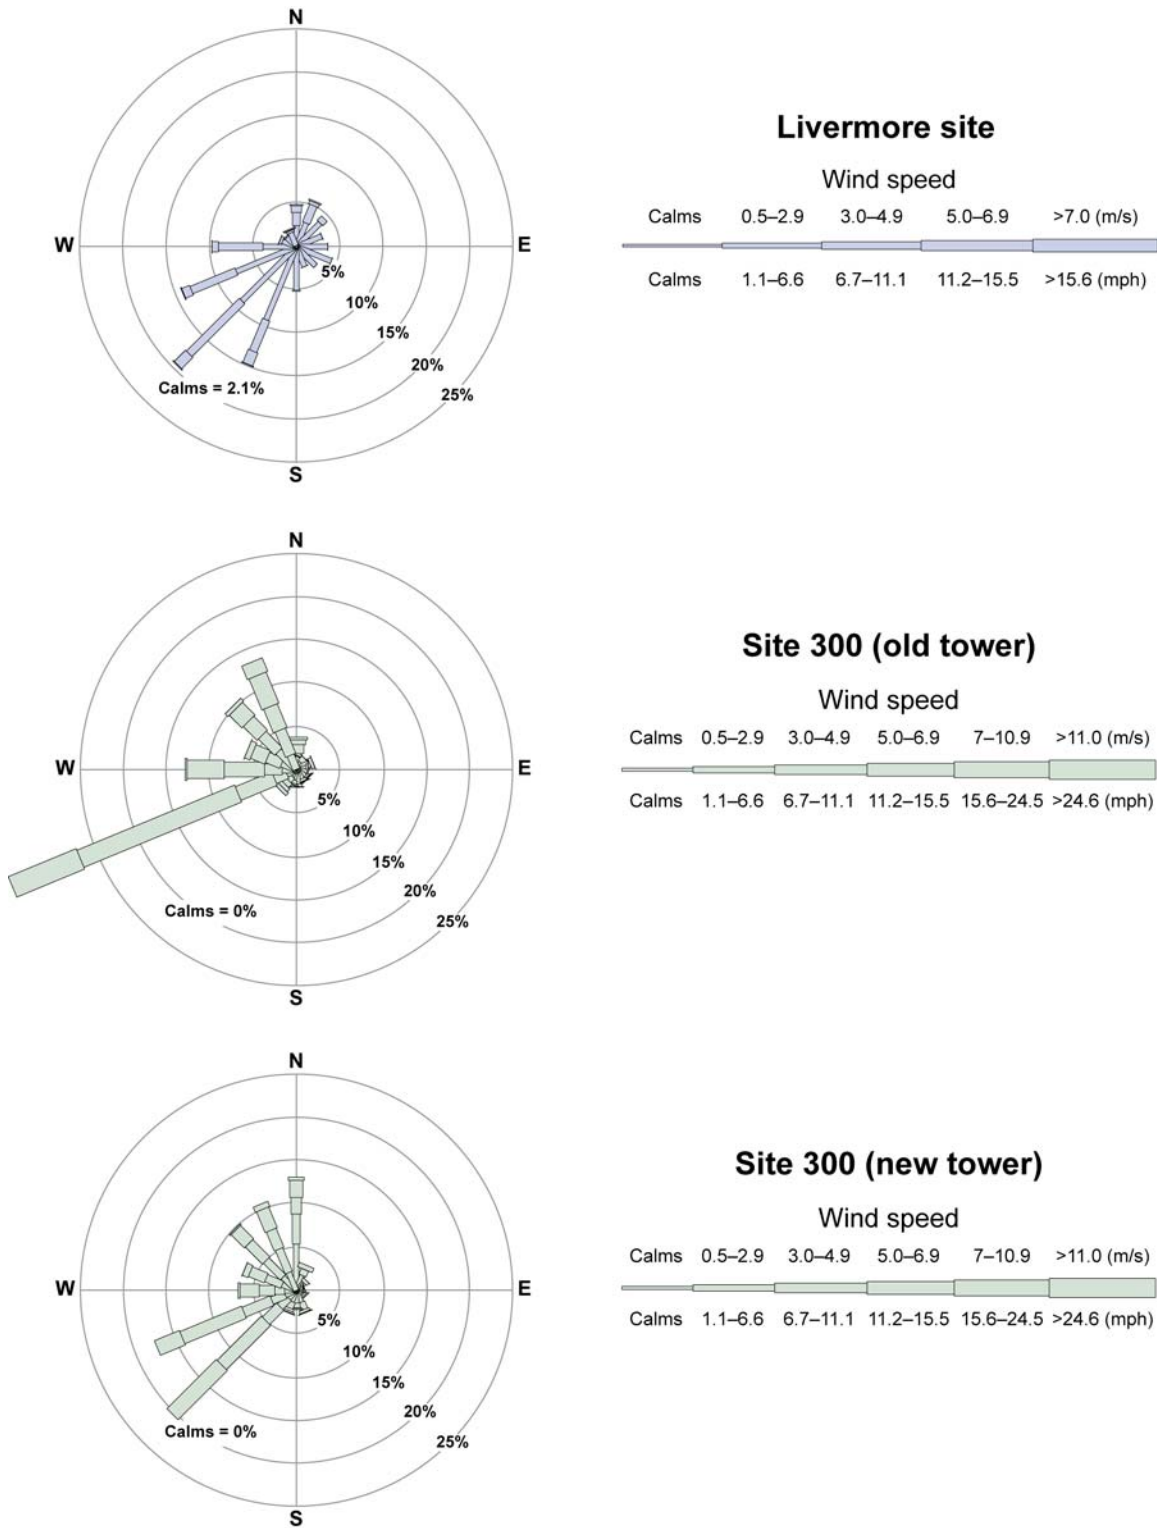 N
Livermore site
Wind speed
Calms 0.5–2.9 3.0–4.9 5.0–6.9 >7.0 (m/s)
W E
5%
Calms 1.1–6.6 6.7–11.1 11.2–15.5 >15.6 (mph)
10%
15%
20%
Calms = 2.1%
25%
S
N
Site 300 (old tower)
Wind speed
Calms 0.5–2.9 3.0–4.9 5.0–6.9 7–10.9 >11.0 (m/s)
W E
5%
Calms 1.1–6.6 6.7–11.1 11.2–15.5 15.6–24.5 >24.6 (mph)
10%
15%
20%
Calms = 0%
25%
S
N
Site 300 (new tower)
Wind speed
Calms 0.5–2.9 3.0–4.9 5.0–6.9 7–10.9 >11.0 (m/s)
W E
5%
Calms 1.1–6.6 6.7–11.1 11.2–15.5 15.6–24.5 >24.6 (mph)
10%
15%
20%
Calms = 0%
25%
S